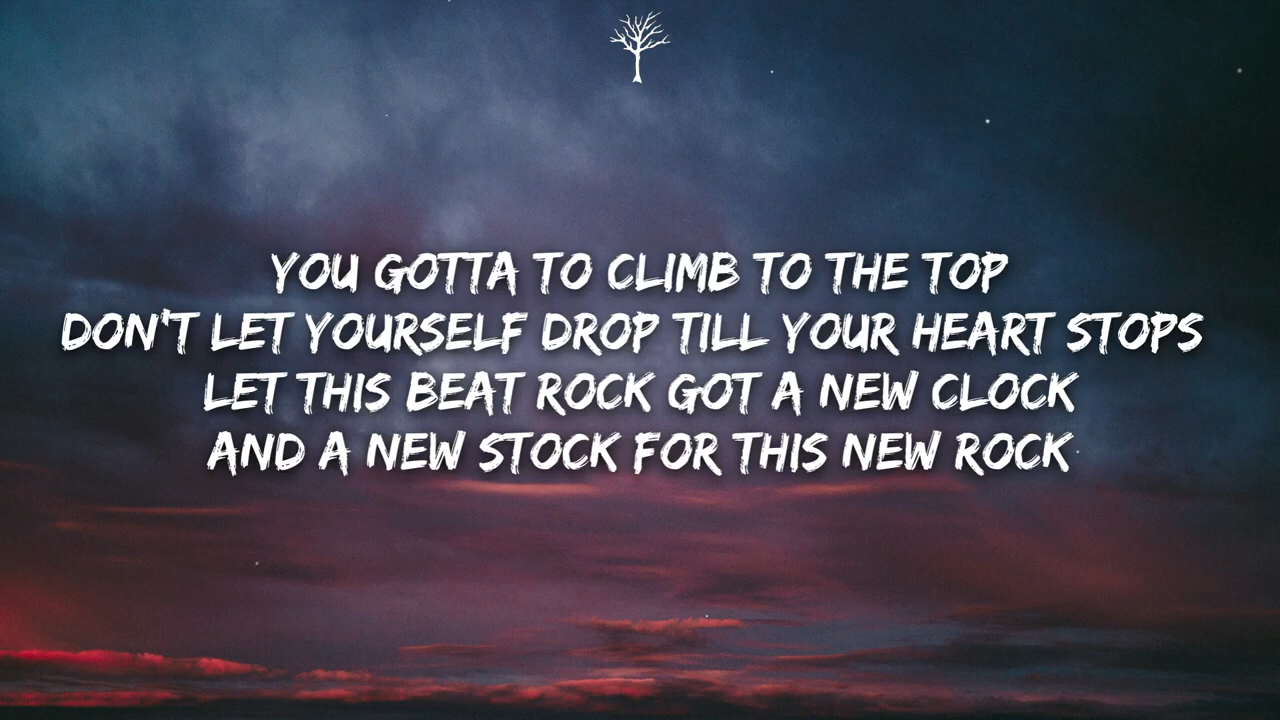 YOU GOTTA TO CLIMB TO THE TOP
DON'T LET YOURSELF DROP TILL YOUR HEART STOPS
LET THIS BEAT ROCK GOT A NEW CLOCK
AND A NEW STOCK FOR THIS NEW ROCK